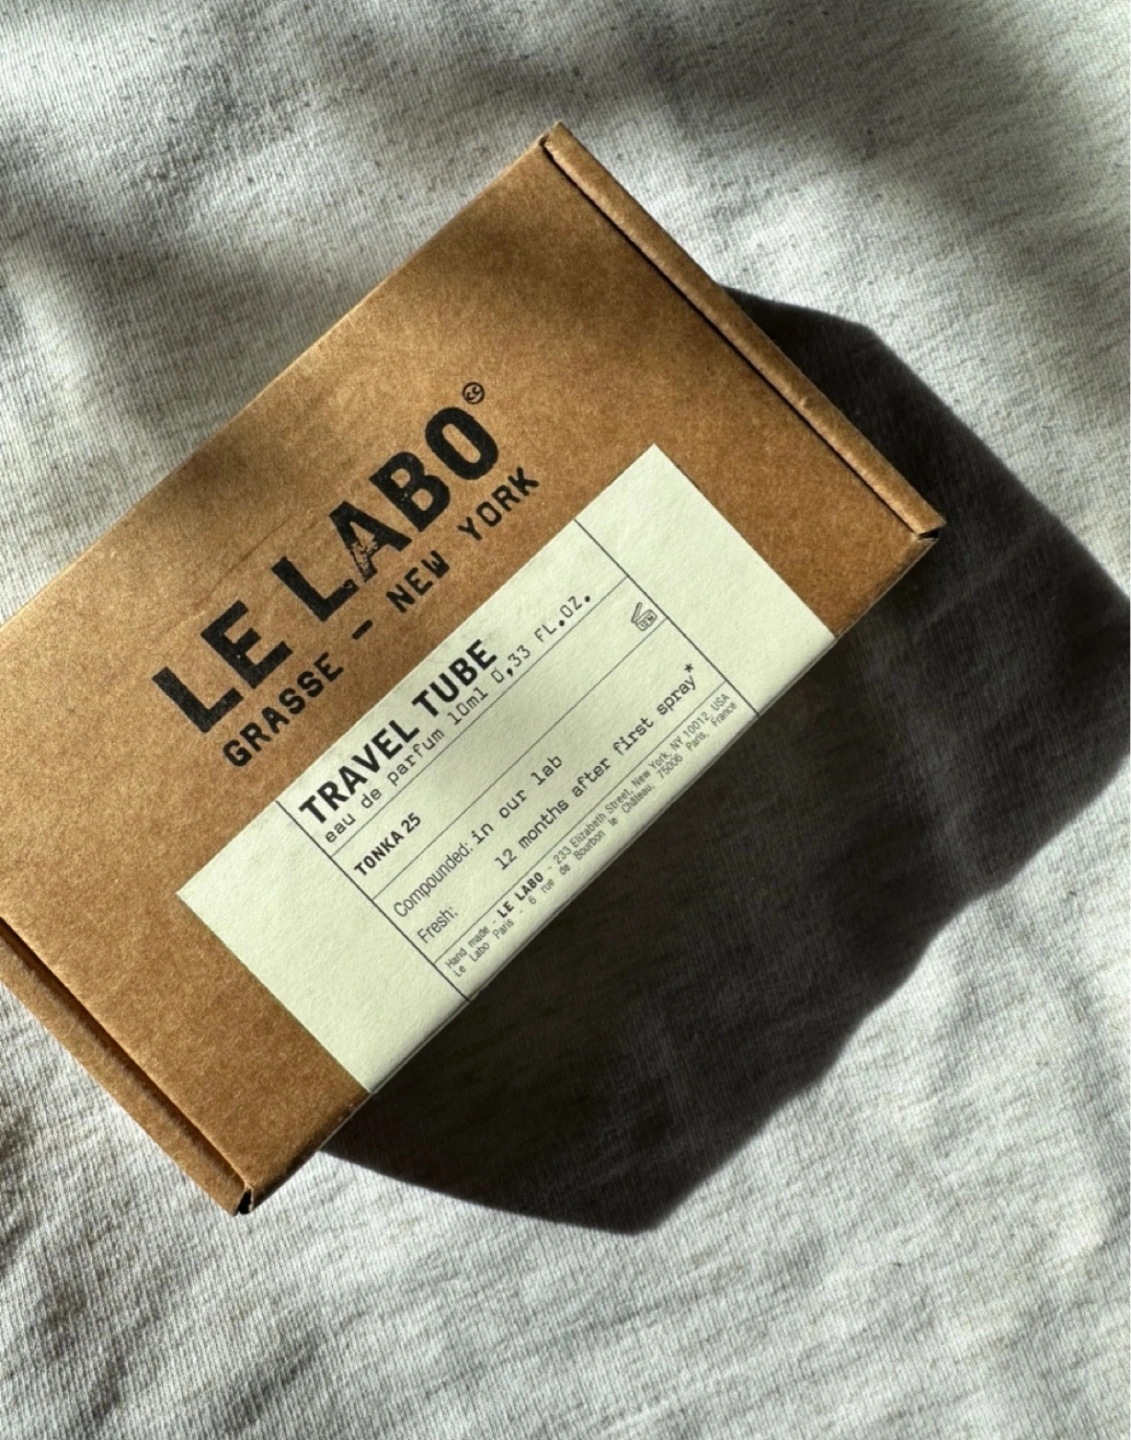 LE LABO
GRASSE – NEW YORK
TRAVEL TUBE
eau de parfum 10ml 0,33 FL.OZ.
TONKA 25
12M
Compounded: in our lab
Fresh: 12 months after first spray*
Hand made - LE LABO - 233 Elizabeth Street, New York, NY 10012 USA
Le Labo Paris - 6 rue de Bourbon le Château, 75006 Paris, France